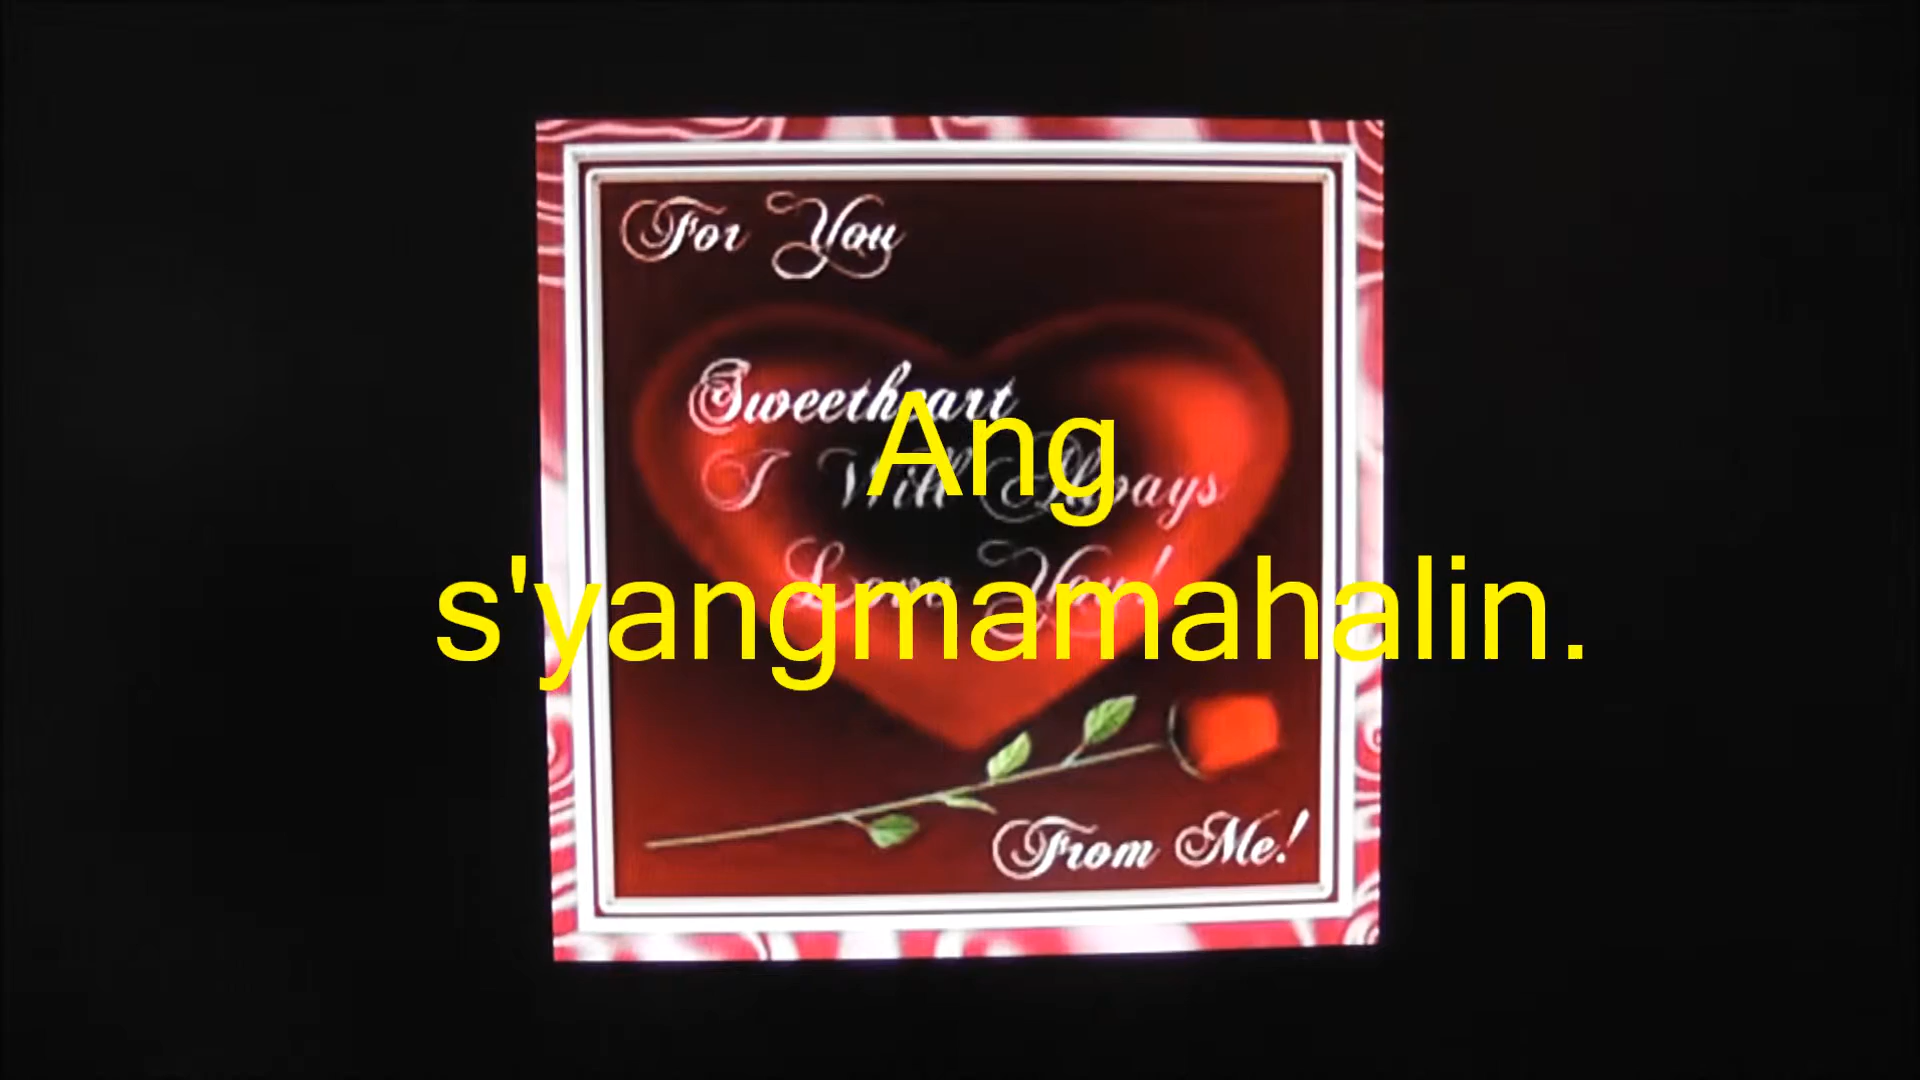 For You
Sweetheart
I Will Always
Love You!
From Me!
Ang
s'yangmamahalin.